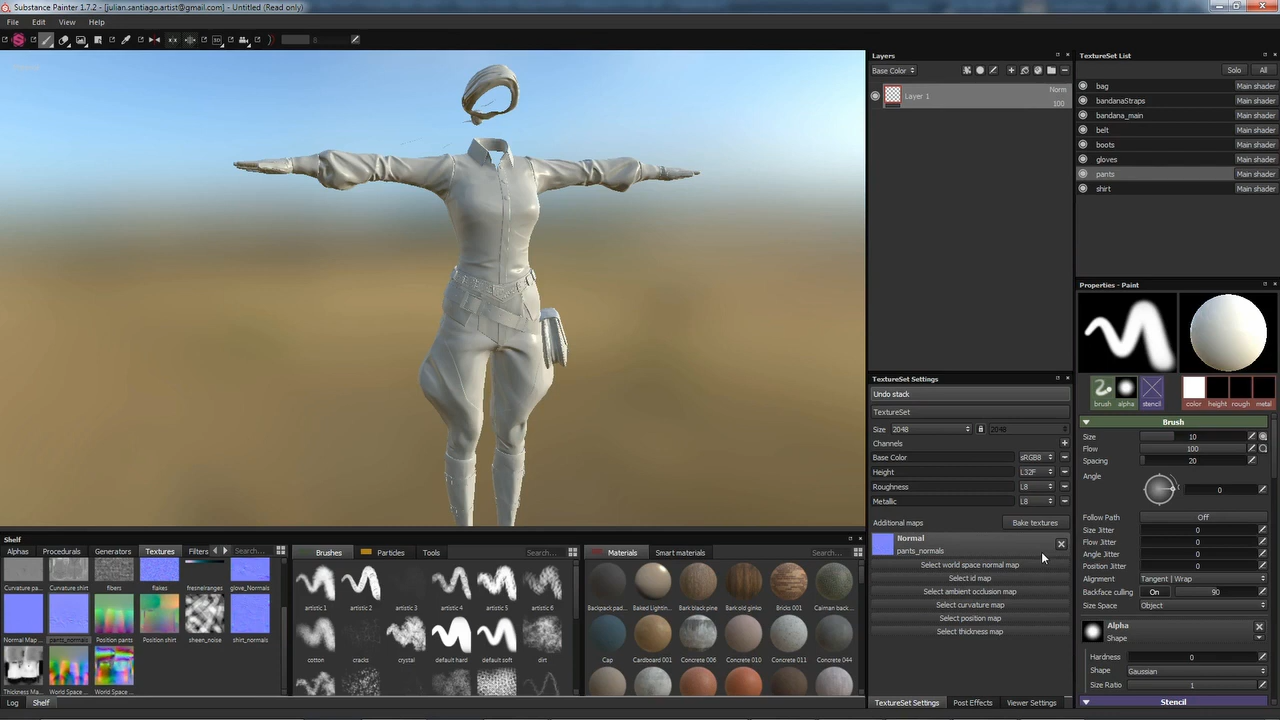 Substance Painter 1.7.2 - [julian.santiago.artist@gmail.com] - Untitled (Read only)
File Edit View Help
Layers
Base Color
Layer 1
Norm
100
TextureSet List
Solo All
bag Main shader
bandanaStraps Main shader
bandana_main Main shader
belt Main shader
boots Main shader
gloves Main shader
pants Main shader
shirt Main shader
TextureSet Settings
Undo stack
TextureSet
Size 2048 2048
Channels
Base Color sRGB8
Height L32F
Roughness L8
Metallic L8
Additional maps Bake textures
Normal
pants_normals
Select world space normal map
Select id map
Select ambient occlusion map
Select curvature map
Select position map
Select thickness map
TextureSet Settings Post Effects Viewer Settings
Properties - Paint
brush alpha stencil color height rough metal
Brush
Size 10
Flow 100
Spacing 20
Angle 0
Follow Path Off
Size Jitter 0
Flow Jitter 0
Angle Jitter 0
Position Jitter 0
Alignment Tangent | Wrap
Backface culling On 90
Size Space Object
Alpha
Shape
Hardness 0
Shape Gaussian
Size Ratio 1
Stencil
Shelf
Alphas Procedurals Generators Textures Filters Search...
Curvature pa... Curvature shirt fibers flakes fresnelranges glove_Normals
Normal Map ... pants_normals Position pants Position shirt sheen_noise shirt_normals
Thickness Ma... World Space ... World Space ...
Log Shelf
Brushes Particles Tools Search...
artistic 1 artistic 2 artistic 3 artistic 4 artistic 5 artistic 6
cotton cracks crystal default hard default soft dirt
Materials Smart materials Search...
Backpack pad... Baked Lightin... Bark black pine Bark old ginko Bricks 001 Caiman back ...
Cap Cardboard 001 Concrete 006 Concrete 010 Concrete 011 Concrete 044